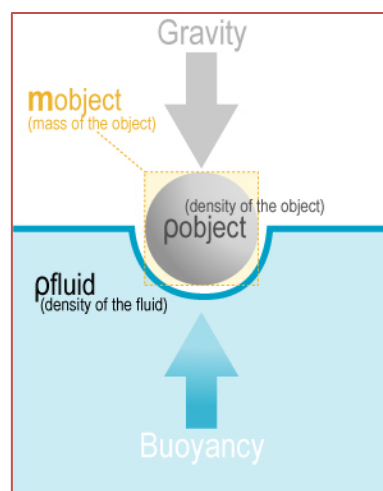 Gravity
mobject
(mass of the object)
(density of the object)
ρobject
ρfluid
(density of the fluid)
Buoyancy